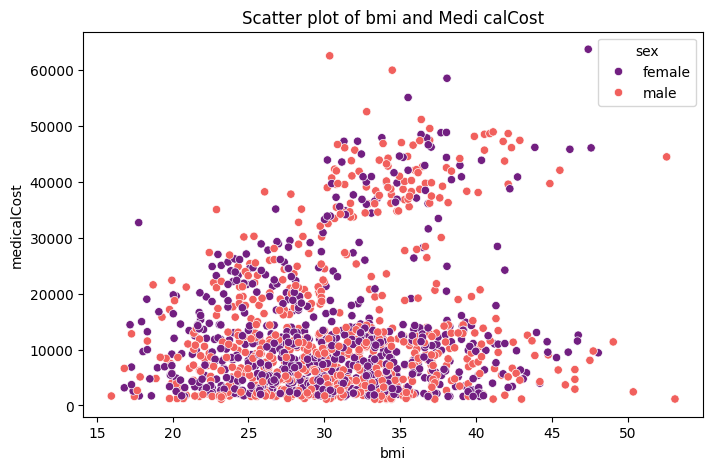 Scatter plot of bmi and Medi calCost
sex
female
male
60000
50000
40000
30000
20000
10000
0
medicalCost
15 20 25 30 35 40 45 50
bmi